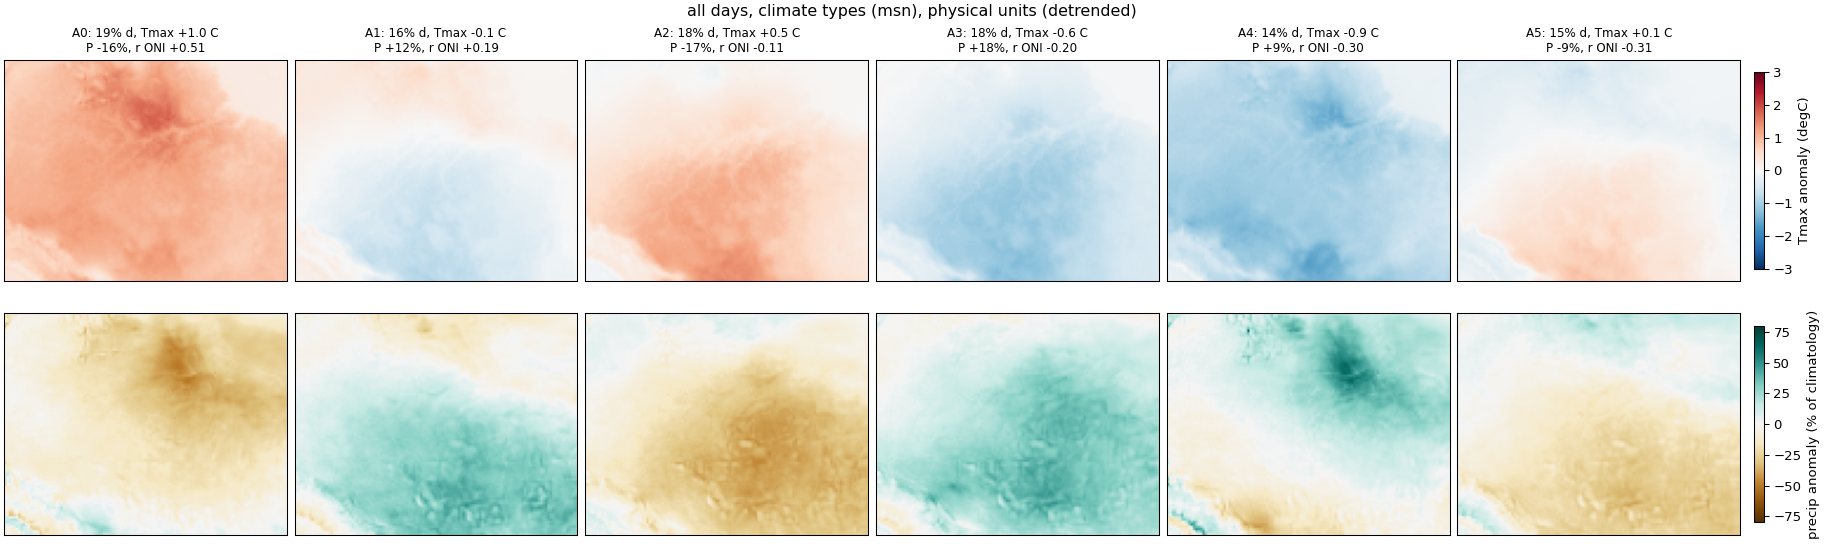 all days, climate types (msn), physical units (detrended)
A0: 19% d, Tmax +1.0 C
P -16%, r ONI +0.51
A1: 16% d, Tmax -0.1 C
P +12%, r ONI +0.19
A2: 18% d, Tmax +0.5 C
P -17%, r ONI -0.11
A3: 18% d, Tmax -0.6 C
P +18%, r ONI -0.20
A4: 14% d, Tmax -0.9 C
P +9%, r ONI -0.30
A5: 15% d, Tmax +0.1 C
P -9%, r ONI -0.31
3
2
1
0
−1
−2
−3
Tmax anomaly (degC)
75
50
25
0
−25
−50
−75
precip anomaly (% of climatology)